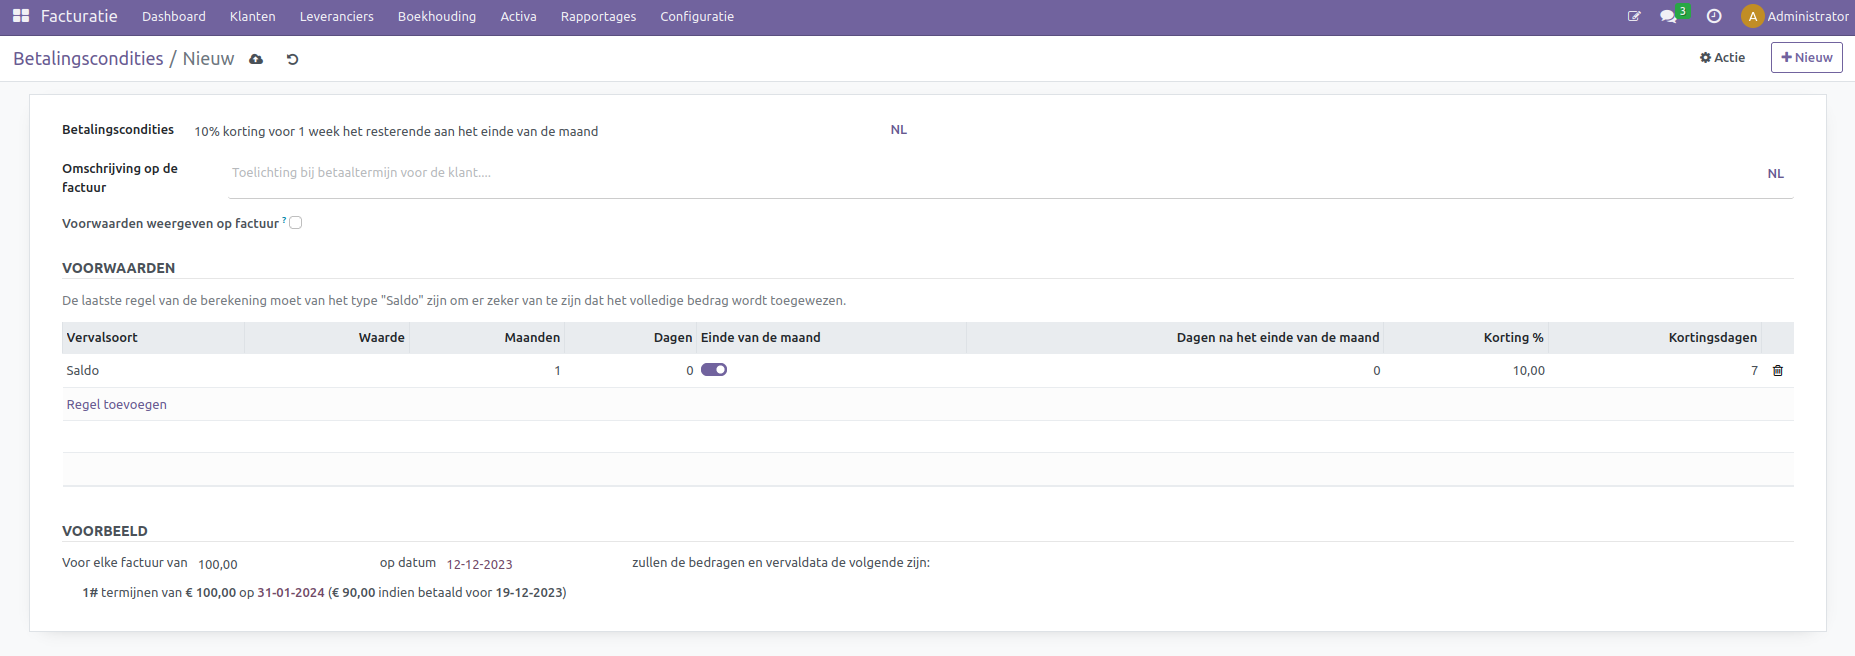 Facturatie Dashboard Klanten Leveranciers Boekhouding Activa Rapportages Configuratie 3 A Administrator
Betalingscondities / Nieuw Actie Nieuw
Betalingscondities 10% korting voor 1 week het resterende aan het einde van de maand NL
Omschrijving op de factuur Toelichting bij betaaltermijn voor de klant.... NL
Voorwaarden weergeven op factuur ?
VOORWAARDEN
De laatste regel van de berekening moet van het type "Saldo" zijn om er zeker van te zijn dat het volledige bedrag wordt toegewezen.
Vervalsoort Waarde Maanden Dagen Einde van de maand Dagen na het einde van de maand Korting % Kortingsdagen
Saldo 1 0 0 10,00 7
Regel toevoegen
VOORBEELD
Voor elke factuur van 100,00 op datum 12-12-2023 zullen de bedragen en vervaldata de volgende zijn:
1# termijnen van € 100,00 op 31-01-2024 (€ 90,00 indien betaald voor 19-12-2023)